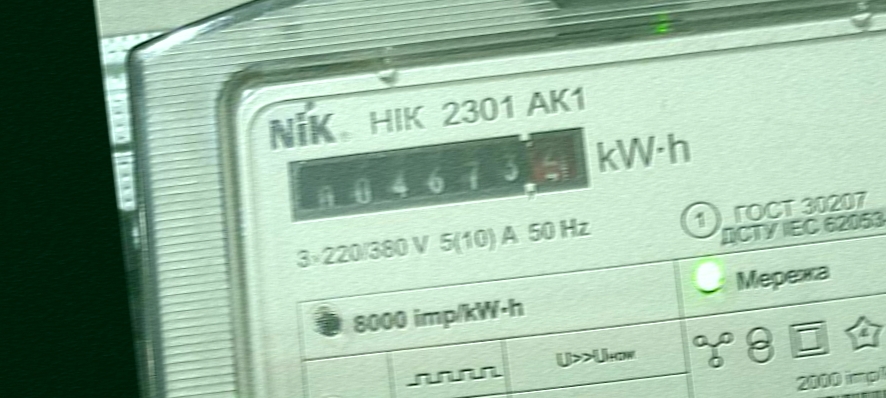 NiK НІК 2301 АК1
004673 kW·h
3×220/380 V 5(10) A 50 Hz
1 ГОСТ 30207
ДСТУ IEC 62053
8000 imp/kW·h
Мережа
U>>Uном
2000 imp/